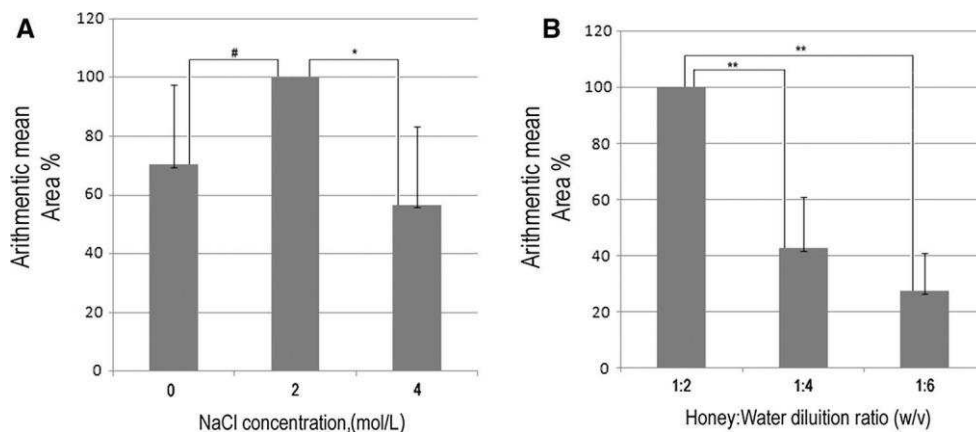 A
Arithmentic mean
Area %
120
100
80
60
40
20
0
#
*
0 2 4
NaCl concentration,(mol/L)
B
Arithmentic mean
Area %
120
100
80
60
40
20
0
**
**
1:2 1:4 1:6
Honey:Water diluition ratio (w/v)